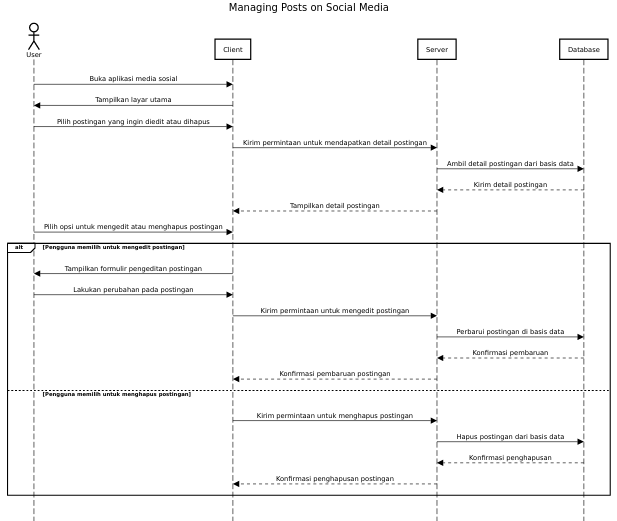 Managing Posts on Social Media
User
Client
Server
Database
Buka aplikasi media sosial
Tampilkan layar utama
Pilih postingan yang ingin diedit atau dihapus
Kirim permintaan untuk mendapatkan detail postingan
Ambil detail postingan dari basis data
Kirim detail postingan
Tampilkan detail postingan
Pilih opsi untuk mengedit atau menghapus postingan
alt
[Pengguna memilih untuk mengedit postingan]
Tampilkan formulir pengeditan postingan
Lakukan perubahan pada postingan
Kirim permintaan untuk mengedit postingan
Perbarui postingan di basis data
Konfirmasi pembaruan
Konfirmasi pembaruan postingan
[Pengguna memilih untuk menghapus postingan]
Kirim permintaan untuk menghapus postingan
Hapus postingan dari basis data
Konfirmasi penghapusan
Konfirmasi penghapusan postingan